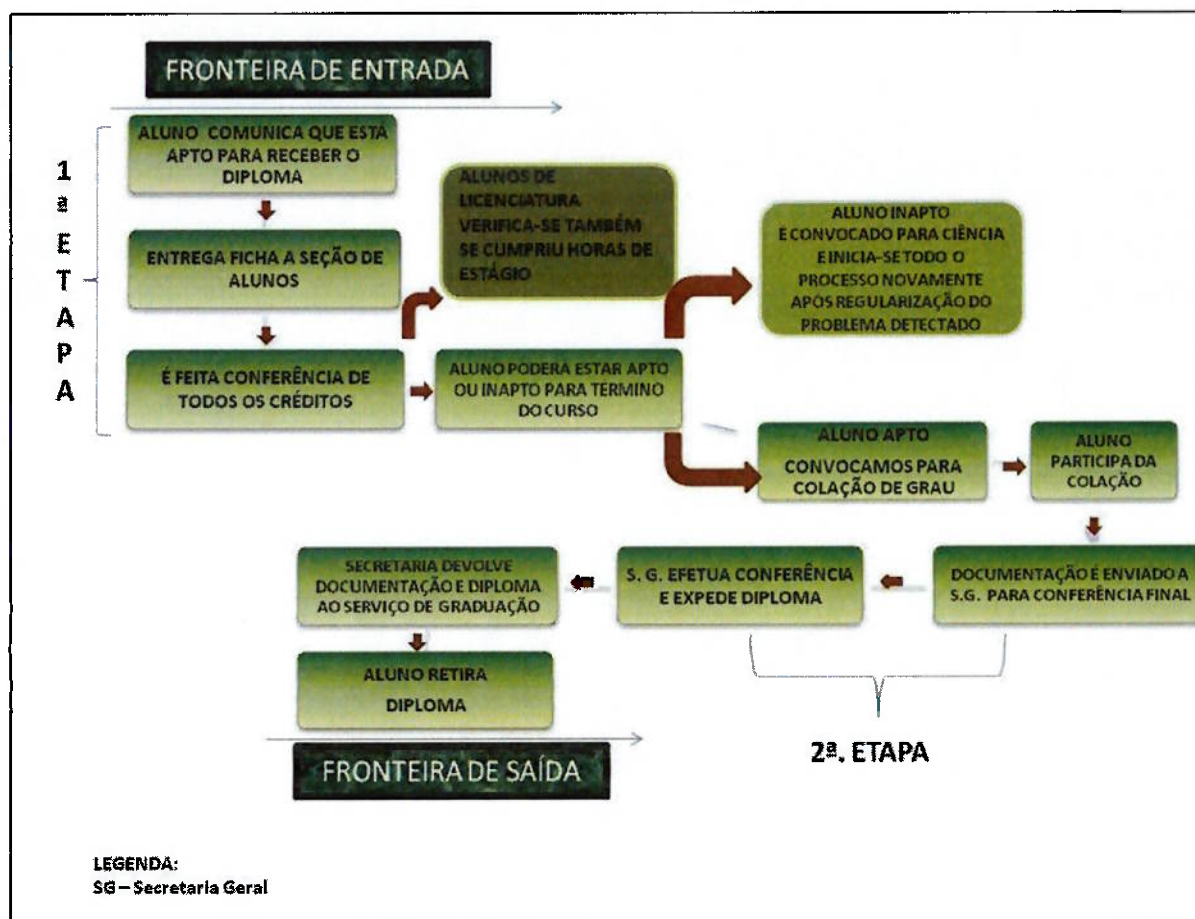 FRONTEIRA DE ENTRADA
1ª ETAPA
ALUNO COMUNICA QUE ESTÁ
APTO PARA RECEBER O
DIPLOMA
ENTREGA FICHA A SEÇÃO DE
ALUNOS
É FEITA CONFERÊNCIA DE
TODOS OS CRÉDITOS
ALUNOS DE
LICENCIATURA
VERIFICA-SE TAMBÉM
SE CUMPRIU HORAS DE
ESTÁGIO
ALUNO PODERA ESTAR APTO
OU INAPTO PARA TÉRMINO
DO CURSO
ALUNO INAPTO
E CONVOCADO PARA CIÊNCIA
E INICIA-SE TODO O
PROCESSO NOVAMENTE
APÓS REGULARIZAÇÃO DO
PROBLEMA DETECTADO
ALUNO APTO
CONVOCAMOS PARA
COLAÇÃO DE GRAU
ALUNO
PARTICIPA DA
COLAÇÃO
DOCUMENTAÇÃO É ENVIADO A
S.G. PARA CONFERÊNCIA FINAL
S. G. EFETUA CONFERÊNCIA
E EXPEDE DIPLOMA
2ª. ETAPA
SECRETARIA DEVOLVE
DOCUMENTAÇÃO E DIPLOMA
AO SERVIÇO DE GRADUAÇÃO
ALUNO RETIRA
DIPLOMA
FRONTEIRA DE SAÍDA
LEGENDA:
SG – Secretaria Geral